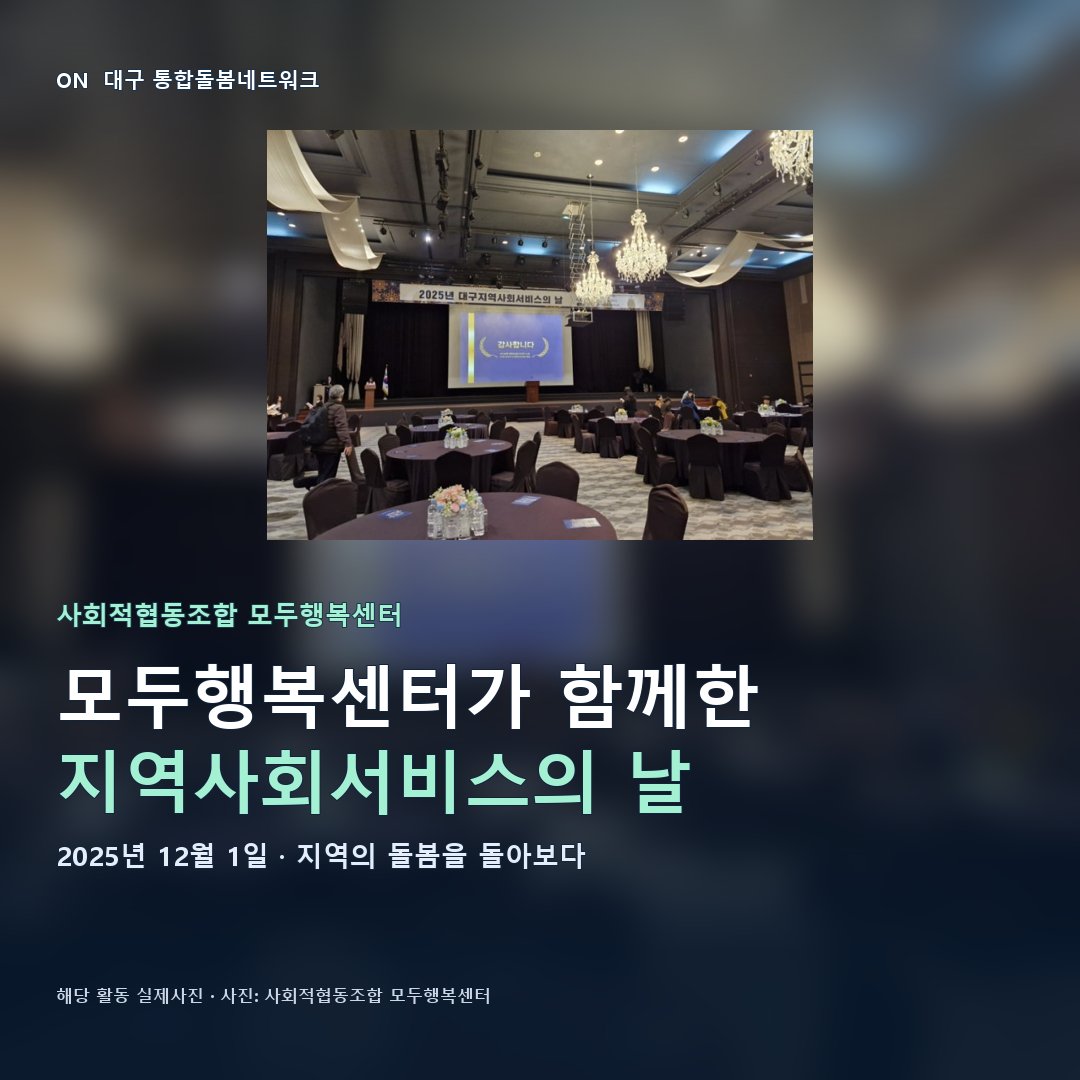 ON 대구 통합돌봄네트워크
2025년 대구지역사회서비스의 날
감사합니다
사회적협동조합 모두행복센터
모두행복센터가 함께한
지역사회서비스의 날
2025년 12월 1일 · 지역의 돌봄을 돌아보다
해당 활동 실제사진 · 사진: 사회적협동조합 모두행복센터